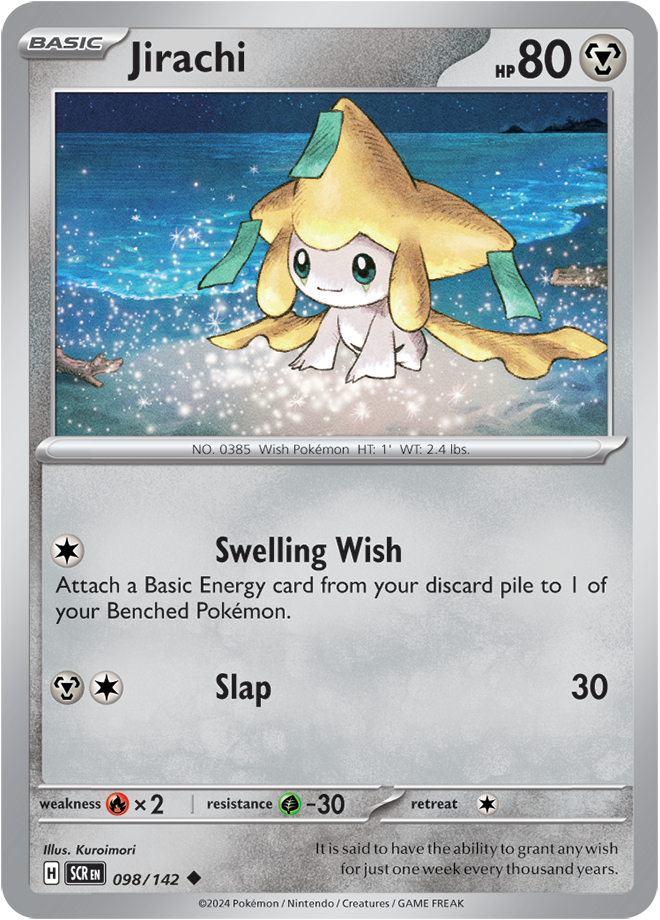 BASIC Jirachi HP 80
NO. 0385 Wish Pokémon HT: 1' WT: 2.4 lbs.
Swelling Wish
Attach a Basic Energy card from your discard pile to 1 of
your Benched Pokémon.
Slap 30
weakness ×2 resistance -30 retreat
Illus. Kuroimori
It is said to have the ability to grant any wish
for just one week every thousand years.
H SCR EN 098/142
©2024 Pokémon / Nintendo / Creatures / GAME FREAK